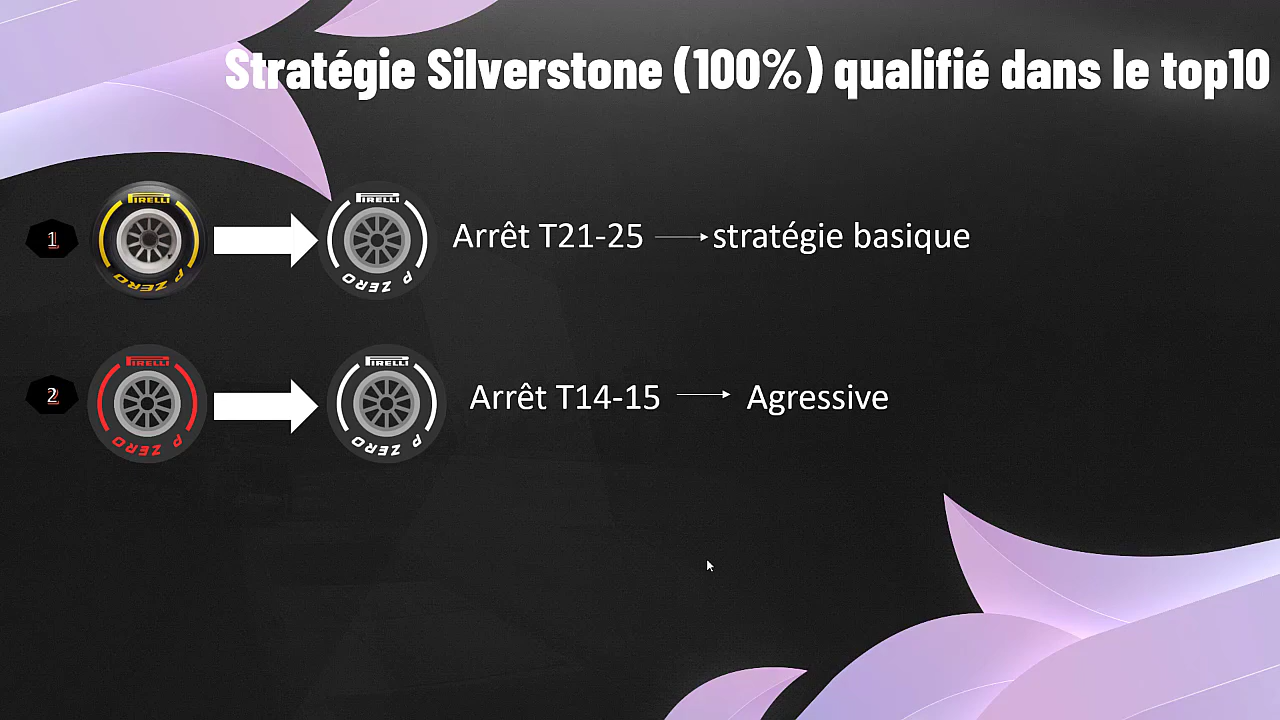 Stratégie Silverstone (100%) qualifié dans le top10
1
PIRELLI
P ZERO
PIRELLI
P ZERO
Arrêt T21-25
stratégie basique
2
PIRELLI
P ZERO
PIRELLI
P ZERO
Arrêt T14-15
Agressive